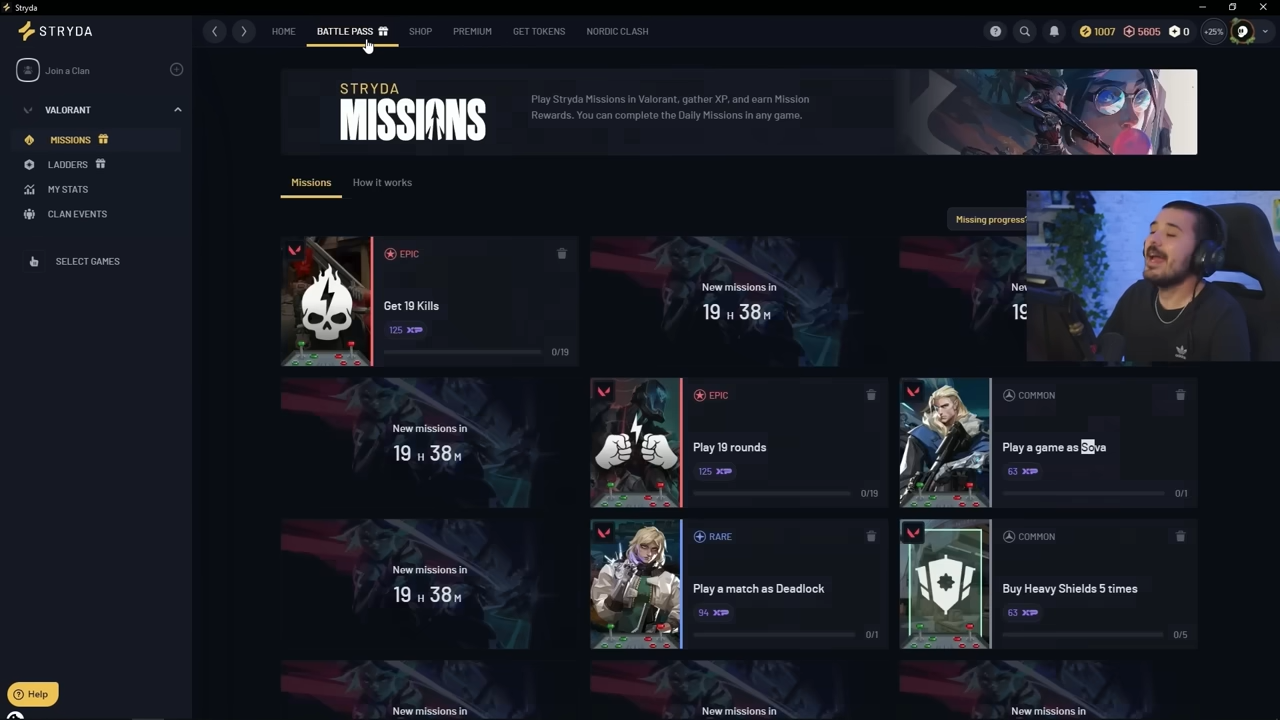 Stryda
STRYDA
HOME
BATTLE PASS
SHOP
PREMIUM
GET TOKENS
NORDIC CLASH
1007
5605
0
+25%
Join a Clan
VALORANT
MISSIONS
LADDERS
MY STATS
CLAN EVENTS
SELECT GAMES
Help
STRYDA
MISSIONS
Play Stryda Missions in Valorant, gather XP, and earn Mission
Rewards. You can complete the Daily Missions in any game.
Missions
How it works
Missing progress?
EPIC
Get 19 Kills
125 XP
0/19
New missions in
19 H 38 M
New
19
New missions in
19 H 38 M
EPIC
Play 19 rounds
125 XP
0/19
COMMON
Play a game as Sova
63 XP
0/1
New missions in
19 H 38 M
RARE
Play a match as Deadlock
94 XP
0/1
COMMON
Buy Heavy Shields 5 times
63 XP
0/5
New missions in
New missions in
New missions in